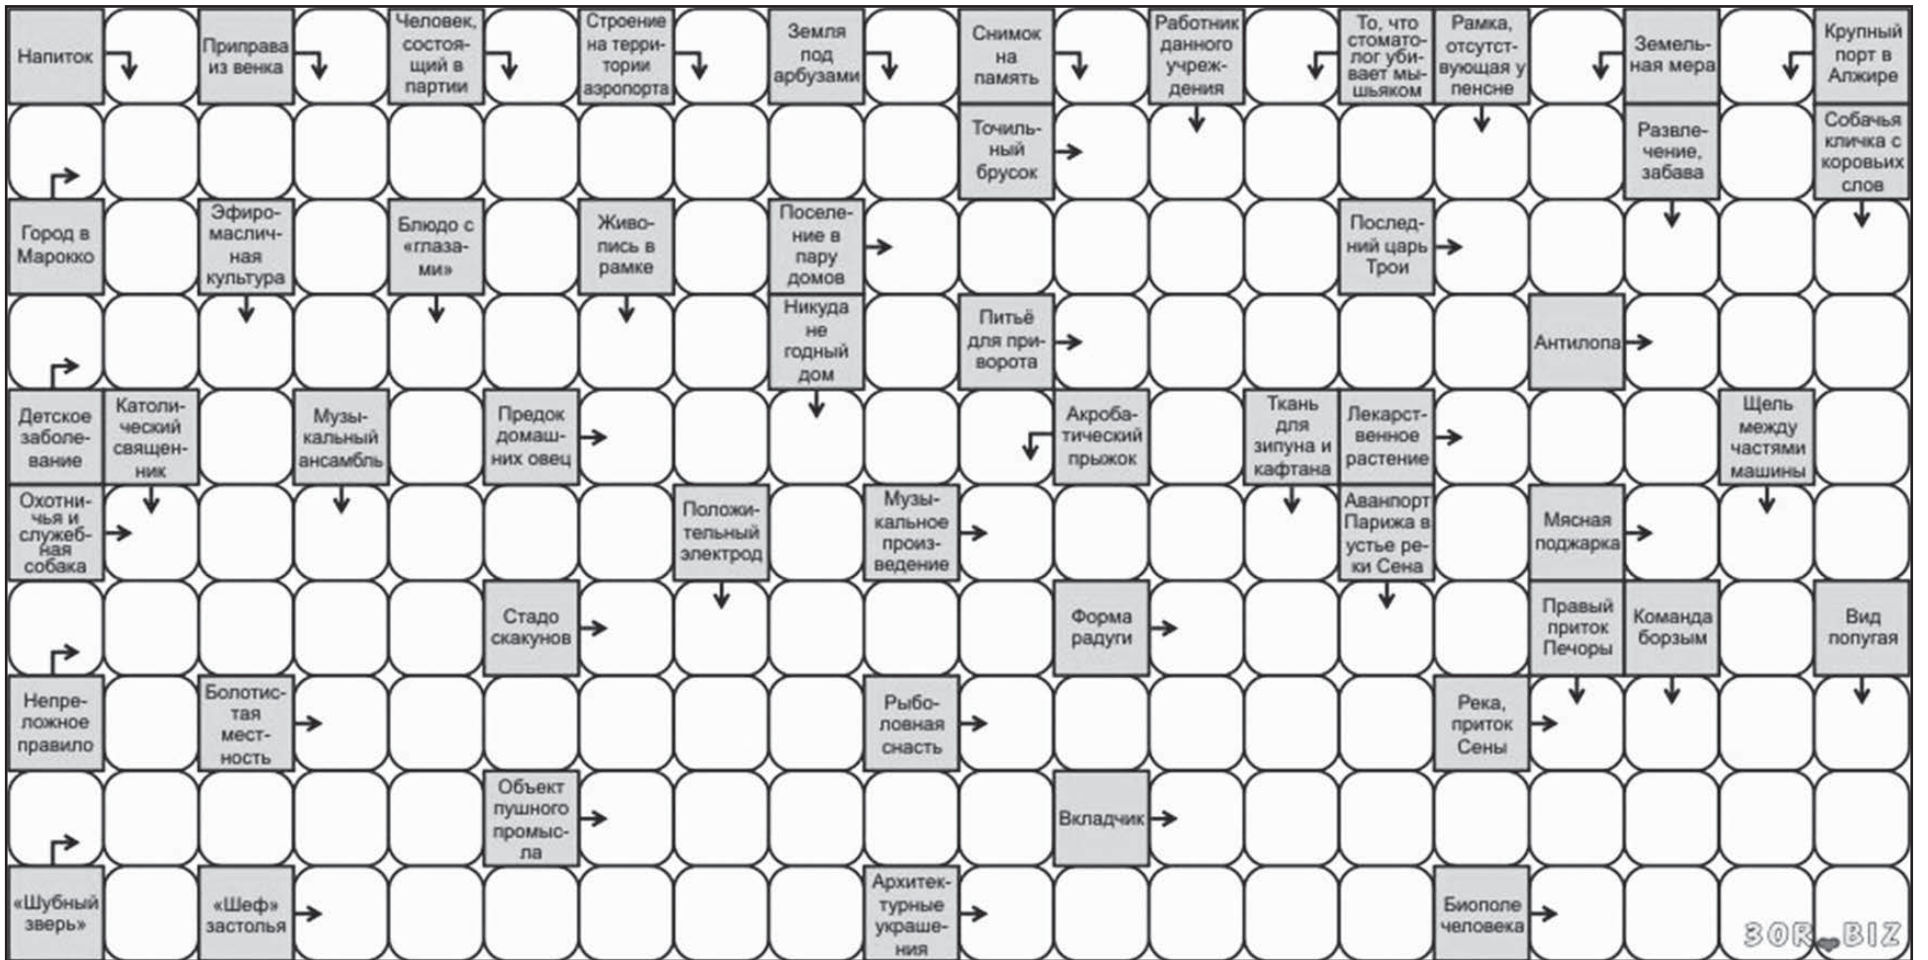 Напиток
Приправа
из венка
Человек,
состоя-
щий в
партии
Строение
на терри-
тории
аэропорта
Земля
под
арбузами
Снимок
на
память
Работник
данного
учреж-
дения
То, что
стомато-
лог уби-
вает мы-
шьяком
Рамка,
отсутст-
вующая у
пенсне
Земель-
ная мера
Крупный
порт в
Алжире
Точиль-
ный
брусок
Развле-
чение,
забава
Собачья
кличка с
коровьих
слов
Город в
Марокко
Эфиро-
маслич-
ная
культура
Блюдо с
«глаза-
ми»
Живо-
пись в
рамке
Поселе-
ние в
пару
домов
Послед-
ний царь
Трои
Никуда
не
годный
дом
Питьё
для при-
ворота
Антилопа
Детское
заболе-
вание
Католи-
ческий
священ-
ник
Музы-
кальный
ансамбль
Предок
домаш-
них овец
Акроба-
тический
прыжок
Ткань
для
зипуна и
кафтана
Лекарст-
венное
растение
Щель
между
частями
машины
Охотни-
чья и
служеб-
ная
собака
Положи-
тельный
электрод
Музы-
кальное
произ-
ведение
Аванпорт
Парижа в
устье ре-
ки Сена
Мясная
поджарка
Стадо
скакунов
Форма
радуги
Правый
приток
Печоры
Команда
борзым
Вид
попугая
Непре-
ложное
правило
Болотис-
тая
мест-
ность
Рыбо-
ловная
снасть
Река,
приток
Сены
Объект
пушного
промыс-
ла
Вкладчик
«Шубный
зверь»
«Шеф»
застолья
Архитек-
турные
украше-
ния
Биополе
человека
3OR BIZ